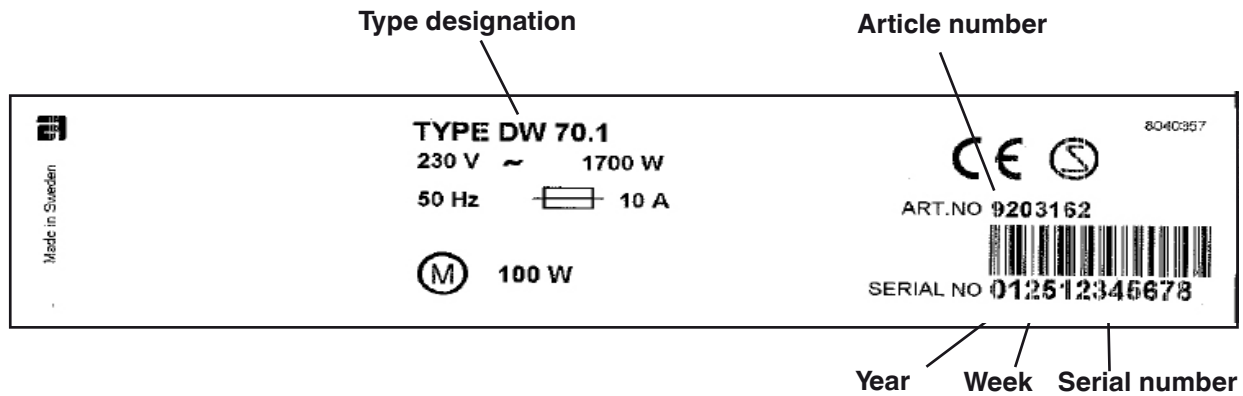 Type designation
Article number
TYPE DW 70.1
8040357
230 V ~ 1700 W
50 Hz 10 A
ART.NO 9203162
Made in Sweden
M 100 W
SERIAL NO 012512345678
Year Week Serial number